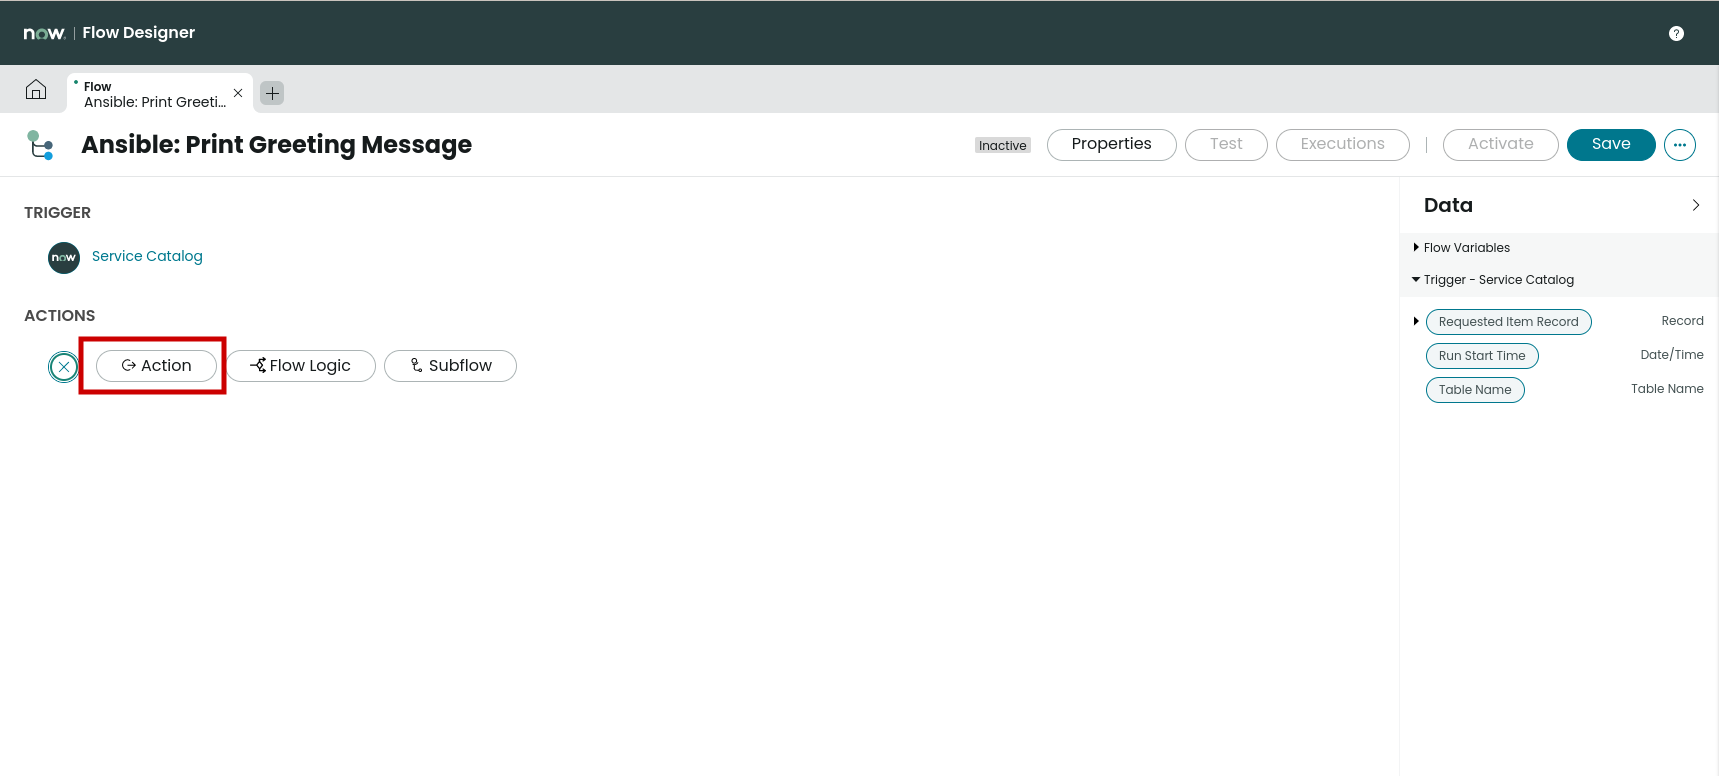 now. | Flow Designer
?
Flow
Ansible: Print Greeti...
Ansible: Print Greeting Message
Inactive
Properties
Test
Executions
Activate
Save
TRIGGER
now
Service Catalog
ACTIONS
Action
Flow Logic
Subflow
Data
Flow Variables
Trigger - Service Catalog
Requested Item Record Record
Run Start Time Date/Time
Table Name Table Name